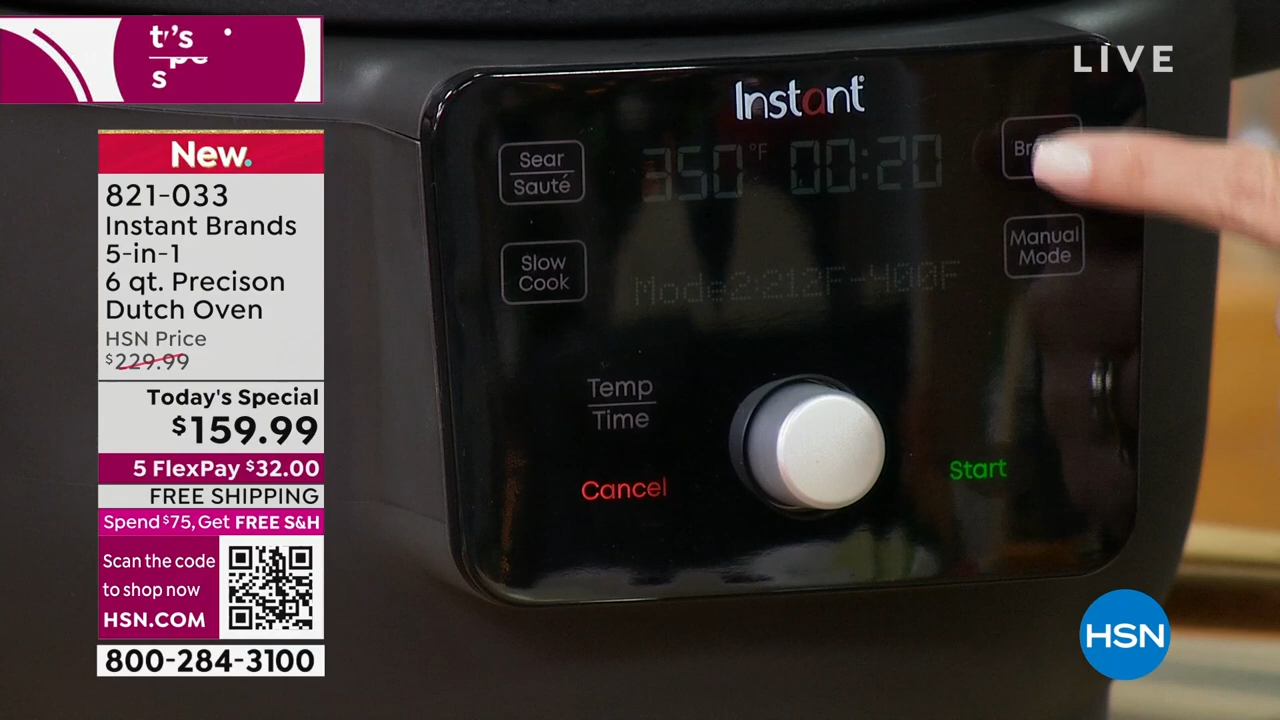 t's
s
New.
821-033
Instant Brands
5-in-1
6 qt. Precison
Dutch Oven
HSN Price
$229.99
Today's Special
$159.99
5 FlexPay $32.00
FREE SHIPPING
Spend $75, Get FREE S&H
Scan the code
to shop now
HSN.COM
800-284-3100
LIVE
Instant
Sear
Sauté
350°F 00:20
Slow
Cook
Manual
Mode
Mode2:212F-400F
Temp
Time
Cancel
Start
HSN